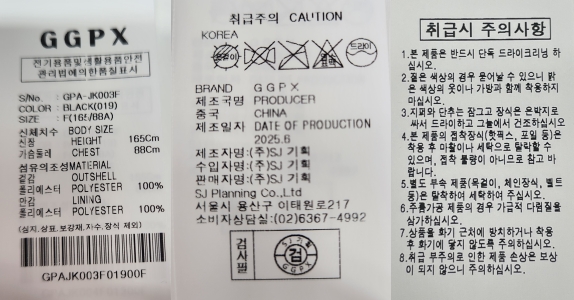 GGPX
전기용품및생활용품안전
관리법에의한품질표시
S/No. GPA-JK003F
COLOR : BLACK(019)
SIZE : F(165/88A)
신체치수 BODY SIZE
신장 HEIGHT 165Cm
가슴둘레 CHEST 88Cm
섬유의조성MATERIAL
겉감 OUTSHELL
폴리에스터 POLYESTER 100%
안감 LINING
폴리에스터 POLYESTER 100%
(심지,상표,보강재,자수,장식 제외)
GPAJK003F01900F
취급주의 CAUTION
KOREA
드라이
BRAND GGPX
제조국명 PRODUCER
중국 CHINA
제조일자 DATE OF PRODUCTION
2025.6
제조자명:(주)SJ 기획
수입자명:(주)SJ 기획
판매자명:(주)SJ 기획
SJ Planning Co.,Ltd
서울시 용산구 이태원로217
소비자상담실:(02)6367-4992
검사필
SJ기획
검
GGPX
취급시 주의사항
1.본 제품은 반드시 단독 드라이크리닝 하
십시오.
2.짙은 색상의 경우 묻어날 수 있으니 밝
은 색상의 옷이나 가방과 함께 착용하지
마십시오.
3.지퍼와 단추는 잠그고 장식은 은박지로
싸서 드라이하고 그늘에서 건조하십시오
4.본 제품의 접착장식(핫픽스, 포일 등)은
착용 후 마찰이나 세탁으로 탈락할 수
있으며, 접착 불량이 아니므로 참고 바
랍니다.
5.별도 부속 제품(목걸이, 체인장식, 벨트
등)은 탈착하여 세탁하여 주십시오.
6.주름가공 제품의 경우 가급적 다림질을
삼가하십시오.
7.상품을 화기 근처에 방치하거나 착용
후 화기에 닿지 않도록 주의하십시오.
8.취급 부주의로 인한 제품 손상은 보상
이 되지 않으니 주의하십시오.